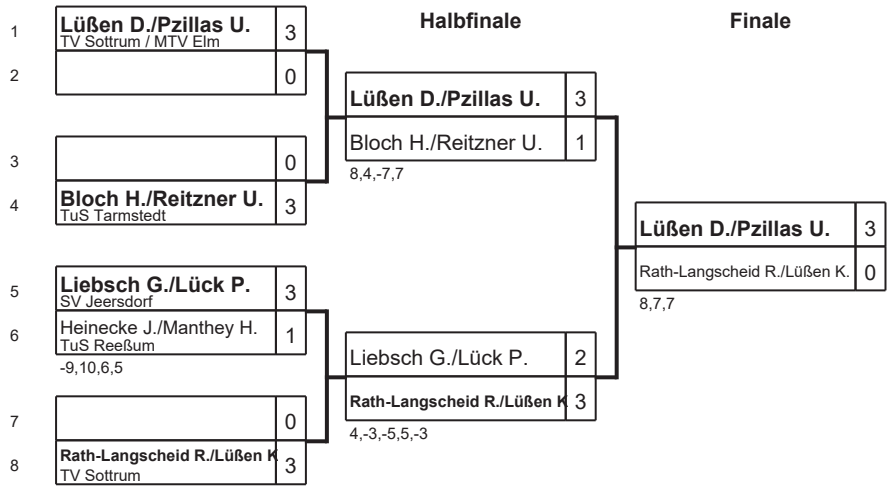 Halbfinale
Finale
1
Lüßen D./Pzillas U. 3
TV Sottrum / MTV Elm
2
0
Lüßen D./Pzillas U. 3
Bloch H./Reitzner U. 1
8,4,-7,7
3
0
4
Bloch H./Reitzner U. 3
TuS Tarmstedt
Lüßen D./Pzillas U. 3
Rath-Langscheid R./Lüßen K. 0
8,7,7
5
Liebsch G./Lück P. 3
SV Jeersdorf
6
Heinecke J./Manthey H. 1
TuS Reeßum
-9,10,6,5
Liebsch G./Lück P. 2
Rath-Langscheid R./Lüßen K 3
4,-3,-5,5,-3
7
0
8
Rath-Langscheid R./Lüßen K 3
TV Sottrum